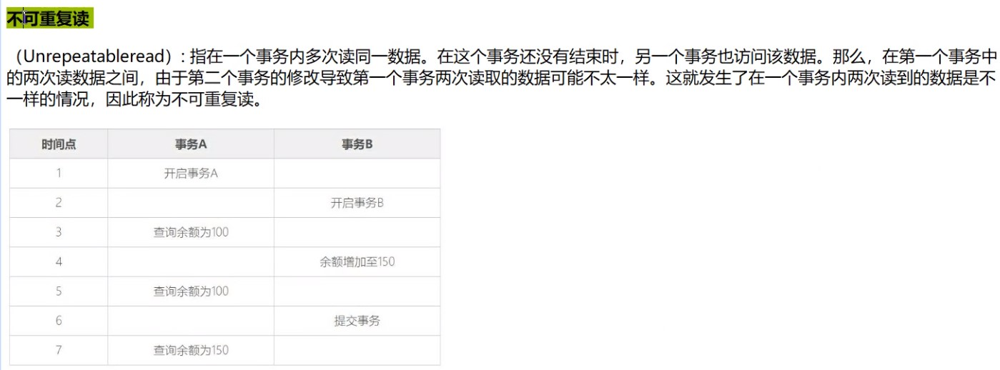 不可重复读
（Unrepeatableread）: 指在一个事务内多次读同一数据。在这个事务还没有结束时，另一个事务也访问该数据。那么，在第一个事务中
的两次读数据之间，由于第二个事务的修改导致第一个事务两次读取的数据可能不太一样。这就发生了在一个事务内两次读到的数据是不
一样的情况，因此称为不可重复读。
时间点 事务A 事务B
1 开启事务A
2 开启事务B
3 查询余额为100
4 余额增加至150
5 查询余额为100
6 提交事务
7 查询余额为150